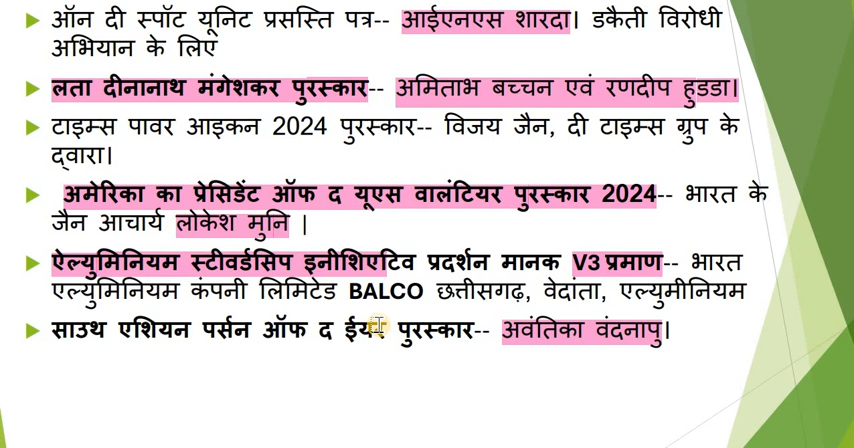 ऑन दी स्पॉट यूनिट प्रसस्ति पत्र-- आईएनएस शारदा। डकैती विरोधी
अभियान के लिए
लता दीनानाथ मंगेशकर पुरस्कार-- अमिताभ बच्चन एवं रणदीप हुडडा।
टाइम्स पावर आइकन 2024 पुरस्कार-- विजय जैन, दी टाइम्स ग्रुप के
द्वारा।
अमेरिका का प्रेसिडेंट ऑफ द यूएस वालंटियर पुरस्कार 2024-- भारत के
जैन आचार्य लोकेश मुनि |
ऐल्युमिनियम स्टीवर्डसिप इनीशिएटिव प्रदर्शन मानक V3 प्रमाण-- भारत
एल्युमिनियम कंपनी लिमिटेड BALCO छत्तीसगढ़, वेदांता, एल्युमीनियम
साउथ एशियन पर्सन ऑफ द ईयर पुरस्कार-- अवंतिका वंदनापु।